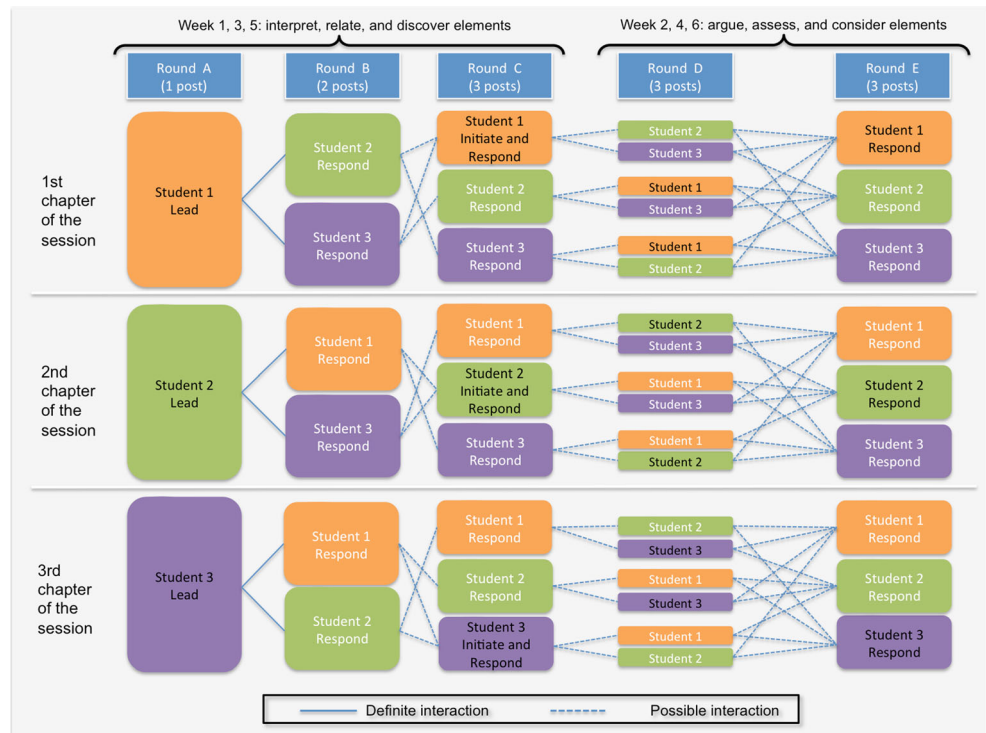 Week 1, 3, 5: interpret, relate, and discover elements
Week 2, 4, 6: argue, assess, and consider elements
Round A
(1 post)
Round B
(2 posts)
Round C
(3 posts)
Round D
(3 posts)
Round E
(3 posts)
1st
chapter
of the
session
Student 1
Lead
Student 2
Respond
Student 3
Respond
Student 1
Initiate and
Respond
Student 2
Respond
Student 3
Respond
Student 2
Student 3
Student 1
Student 3
Student 1
Student 2
Student 1
Respond
Student 2
Respond
Student 3
Respond
2nd
chapter
of the
session
Student 2
Lead
Student 1
Respond
Student 3
Respond
Student 1
Respond
Student 2
Initiate and
Respond
Student 3
Respond
Student 2
Student 3
Student 1
Student 3
Student 1
Student 2
Student 1
Respond
Student 2
Respond
Student 3
Respond
3rd
chapter
of the
session
Student 3
Lead
Student 1
Respond
Student 2
Respond
Student 1
Respond
Student 2
Respond
Student 3
Initiate and
Respond
Student 2
Student 3
Student 1
Student 3
Student 1
Student 2
Student 1
Respond
Student 2
Respond
Student 3
Respond
Definite interaction
Possible interaction